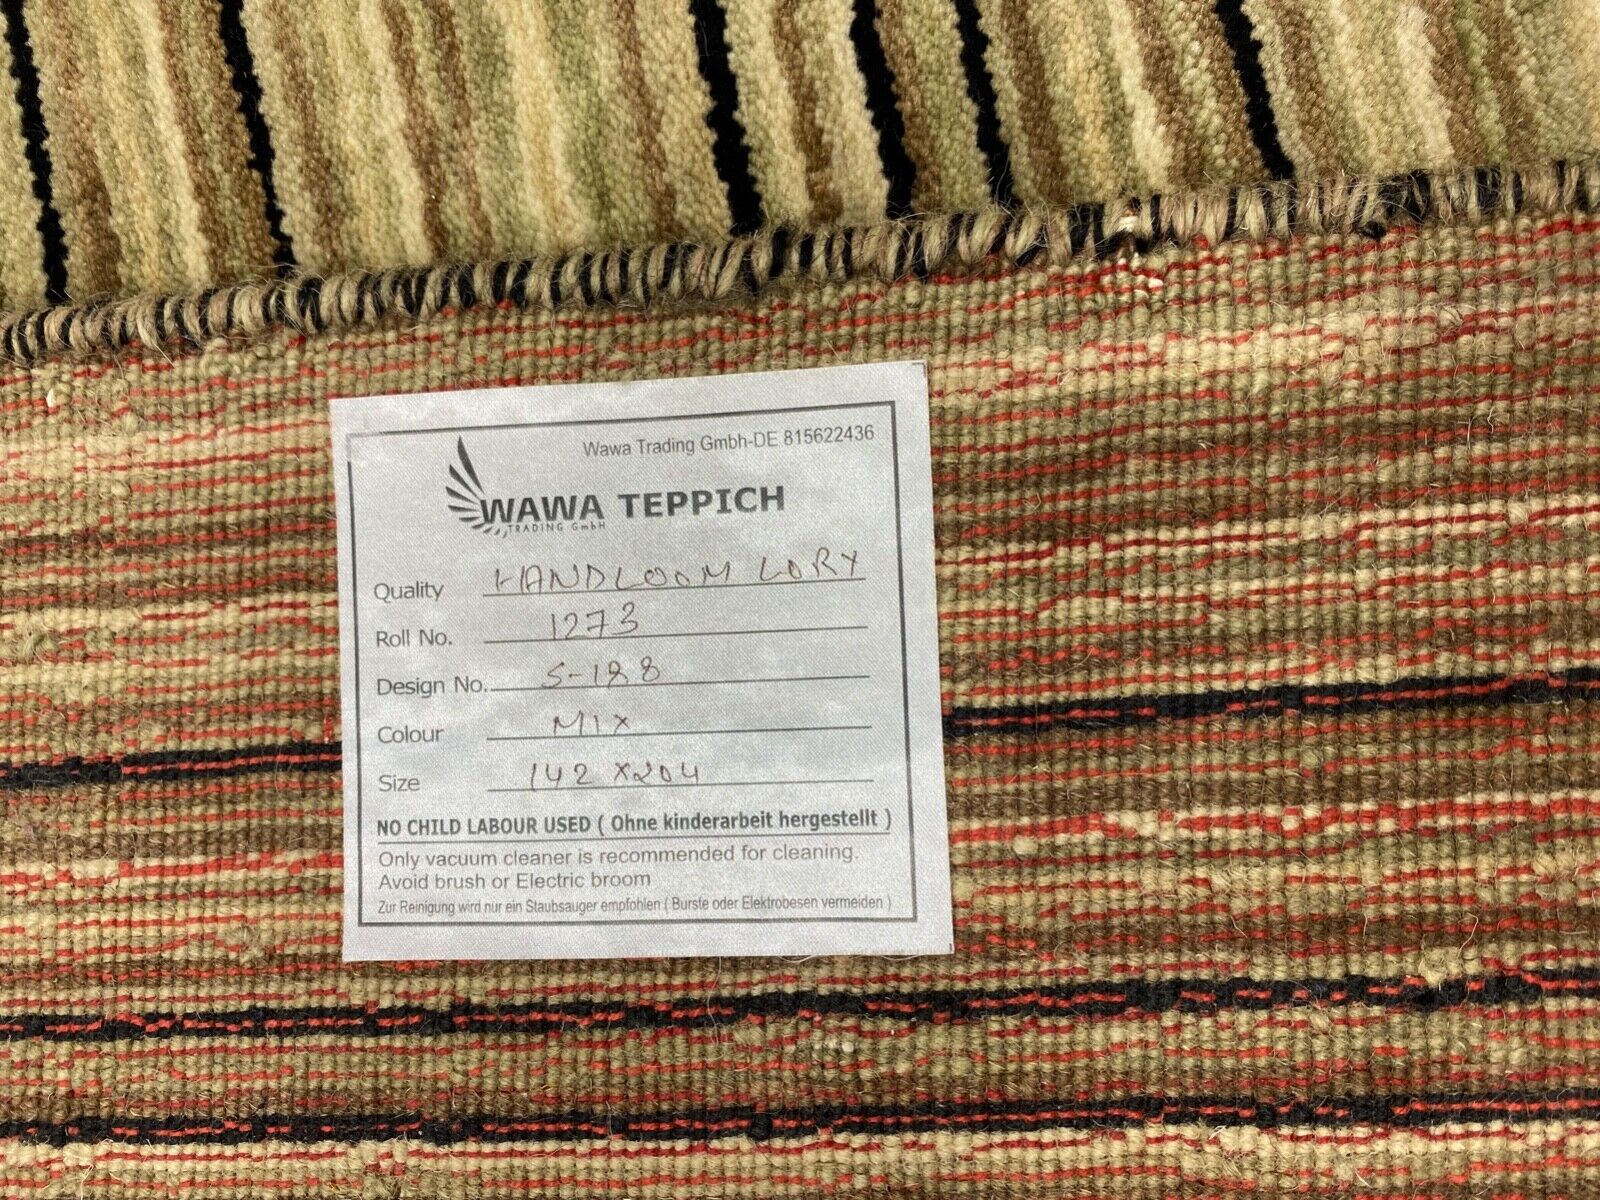 Wawa Trading Gmbh-DE 815622436
WAWA TEPPICH
TRADING GmbH
Quality HANDLOOM LORY
Roll No. 1273
Design No. S-128
Colour MIX
Size 142 X204
NO CHILD LABOUR USED ( Ohne kinderarbeit hergestellt )
Only vacuum cleaner is recommended for cleaning.
Avoid brush or Electric broom
Zur Reinigung wird nur ein Staubsauger empfohlen ( Burste oder Elektrobesen vermeiden )